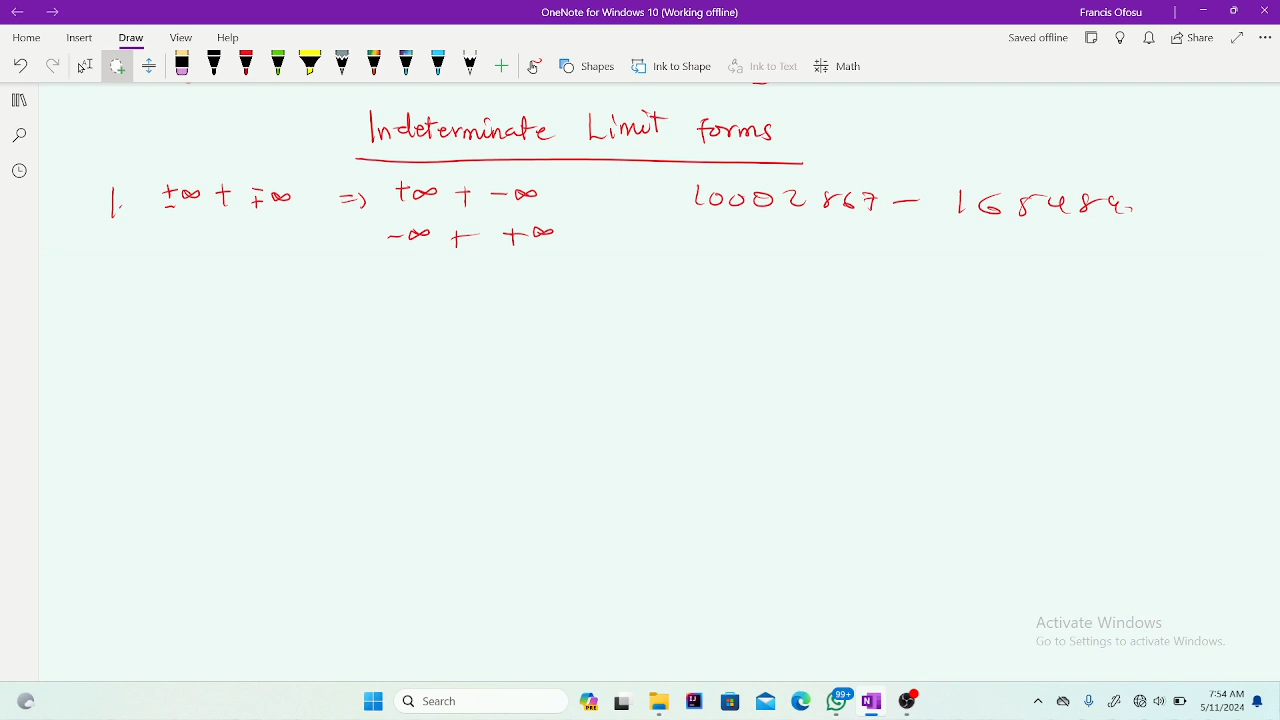 OneNote for Windows 10 (Working offline)
Francis Ofosu
Home Insert Draw View Help
Saved offline
Share
Shapes
Ink to Shape
Ink to Text
Math
Indeterminate Limit forms
1. ±∞ + ∓∞ => +∞ + -∞ 10002867 -
-∞ + +∞
Activate Windows
Go to Settings to activate Windows.
Search
PRE
99+
7:54 AM
5/11/2024